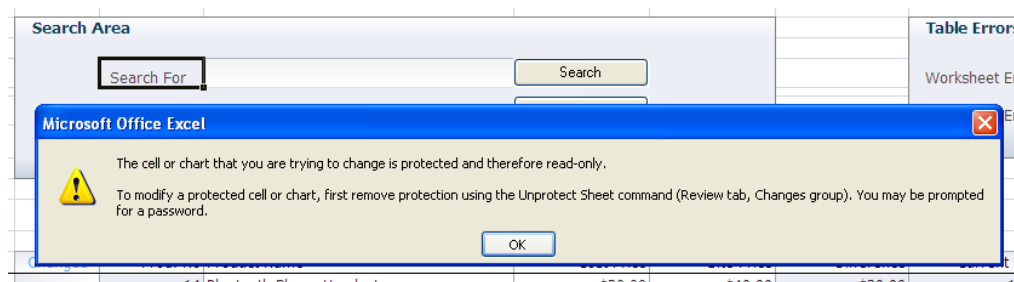 Search Area
Table Error
Search For
Search
Worksheet E
Microsoft Office Excel
The cell or chart that you are trying to change is protected and therefore read-only.
To modify a protected cell or chart, first remove protection using the Unprotect Sheet command (Review tab, Changes group). You may be prompted
for a password.
OK